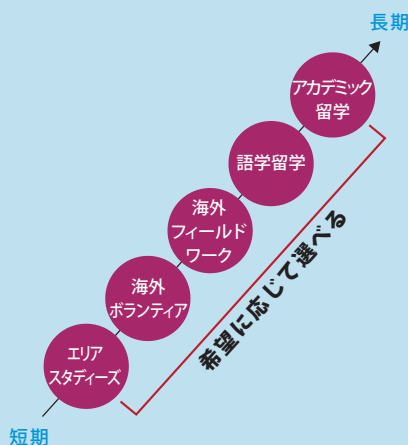 長期
アカデミック
留学
語学留学
海外
フィールド
ワーク
海外
ボランティア
エリア
スタディーズ
希望に応じて選べる
短期